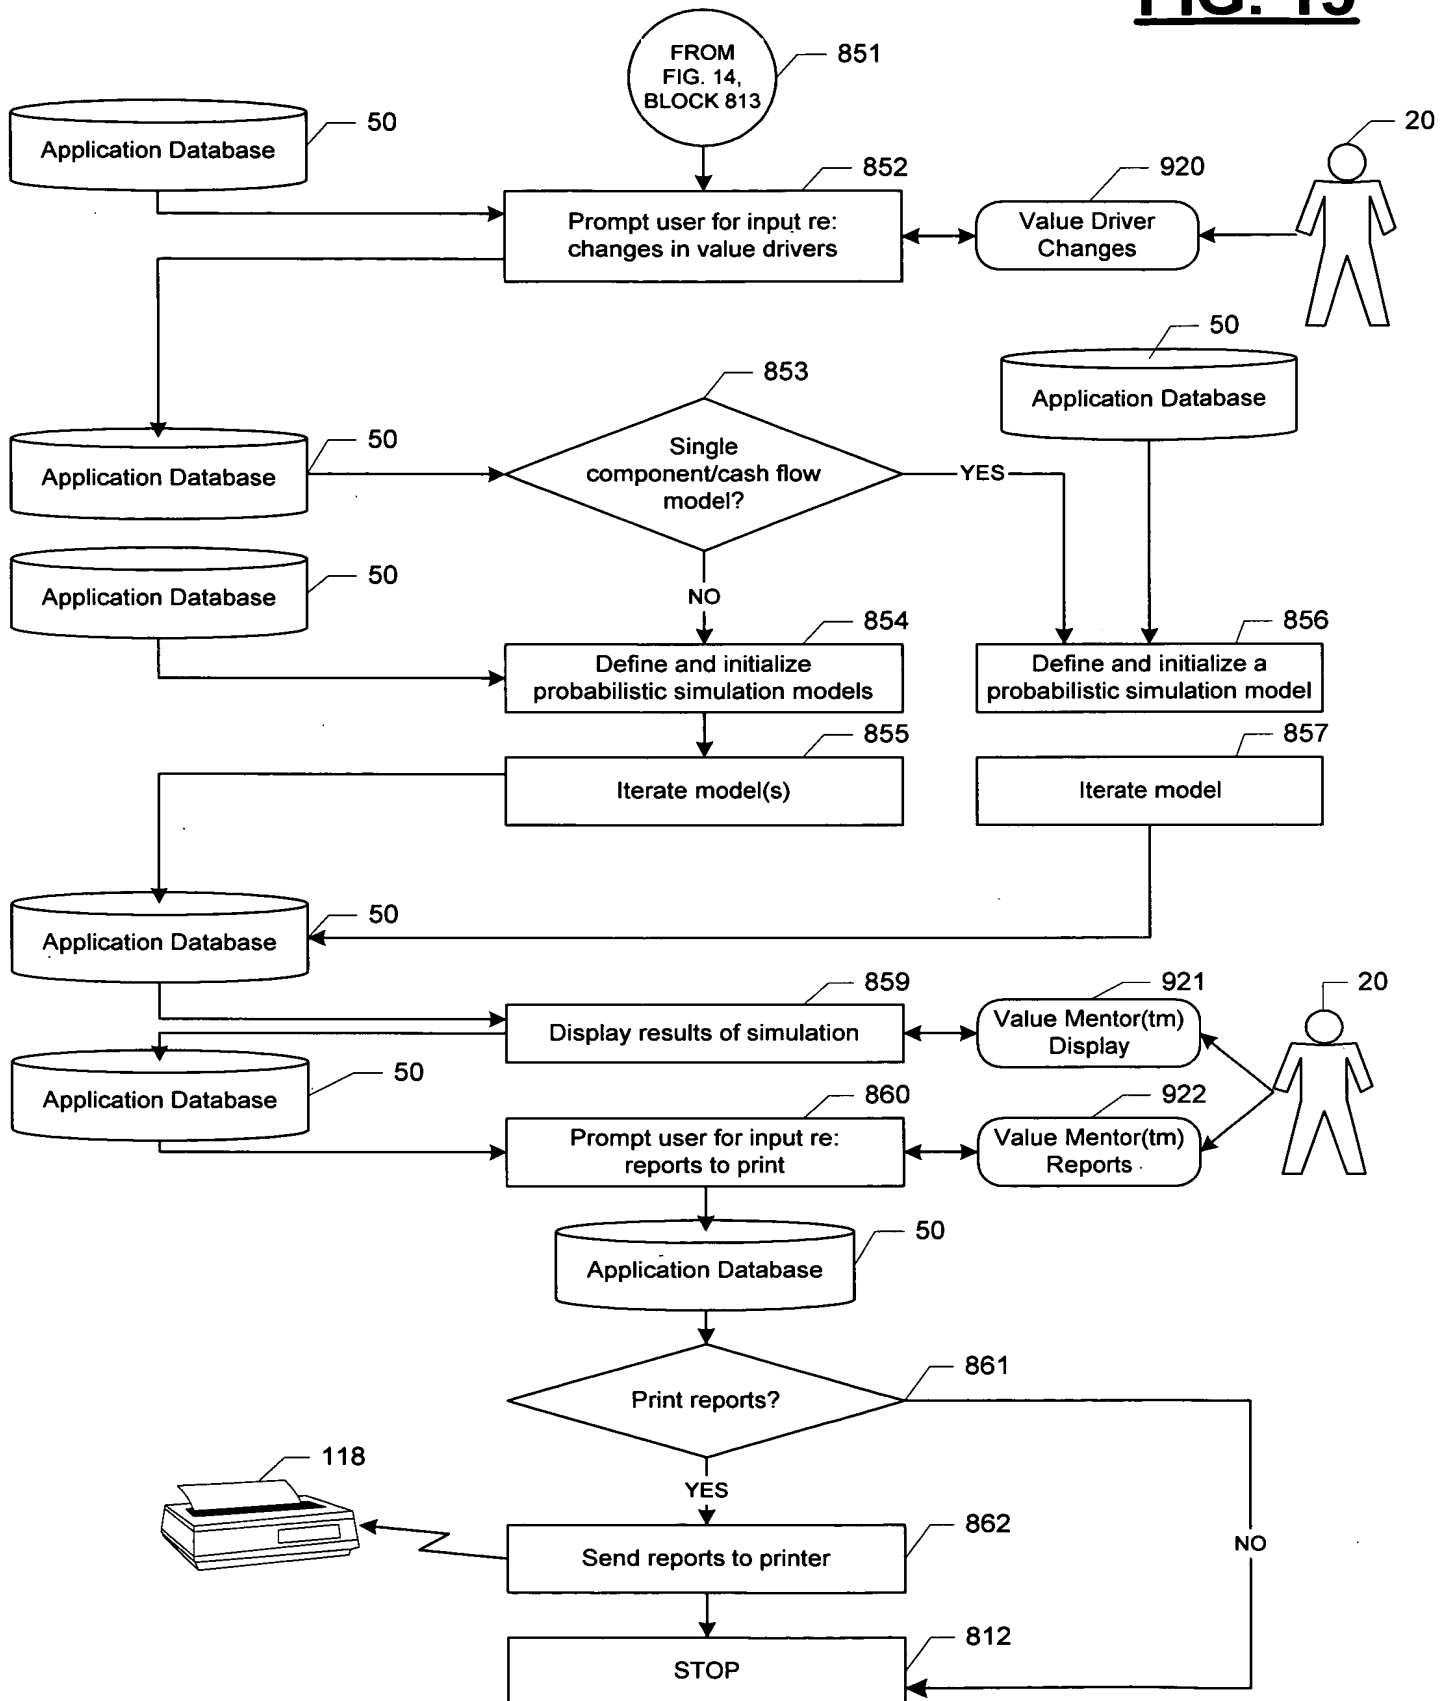 FIG. 15
FROM
FIG. 14,
BLOCK 813
851
Application Database
50
852
Prompt user for input re:
changes in value drivers
920
Value Driver
Changes
20
50
Application Database
853
Single
component/cash flow
model?
YES
NO
Application Database
50
Application Database
50
854
Define and initialize
probabilistic simulation models
856
Define and initialize a
probabilistic simulation model
855
Iterate model(s)
857
Iterate model
Application Database
50
859
Display results of simulation
921
Value Mentor(tm)
Display
20
Application Database
50
860
Prompt user for input re:
reports to print
922
Value Mentor(tm)
Reports
Application Database
50
861
Print reports?
YES
NO
118
862
Send reports to printer
812
STOP